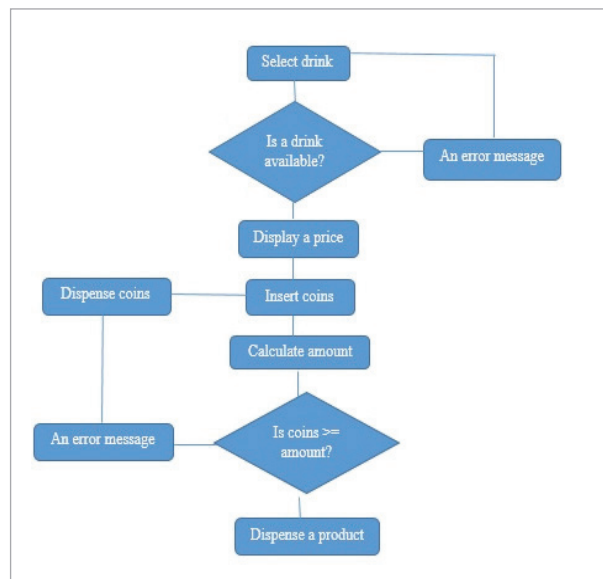 Select drink
Is a drink
available?
An error message
Display a price
Dispense coins
Insert coins
Calculate amount
An error message
Is coins >=
amount?
Dispense a product